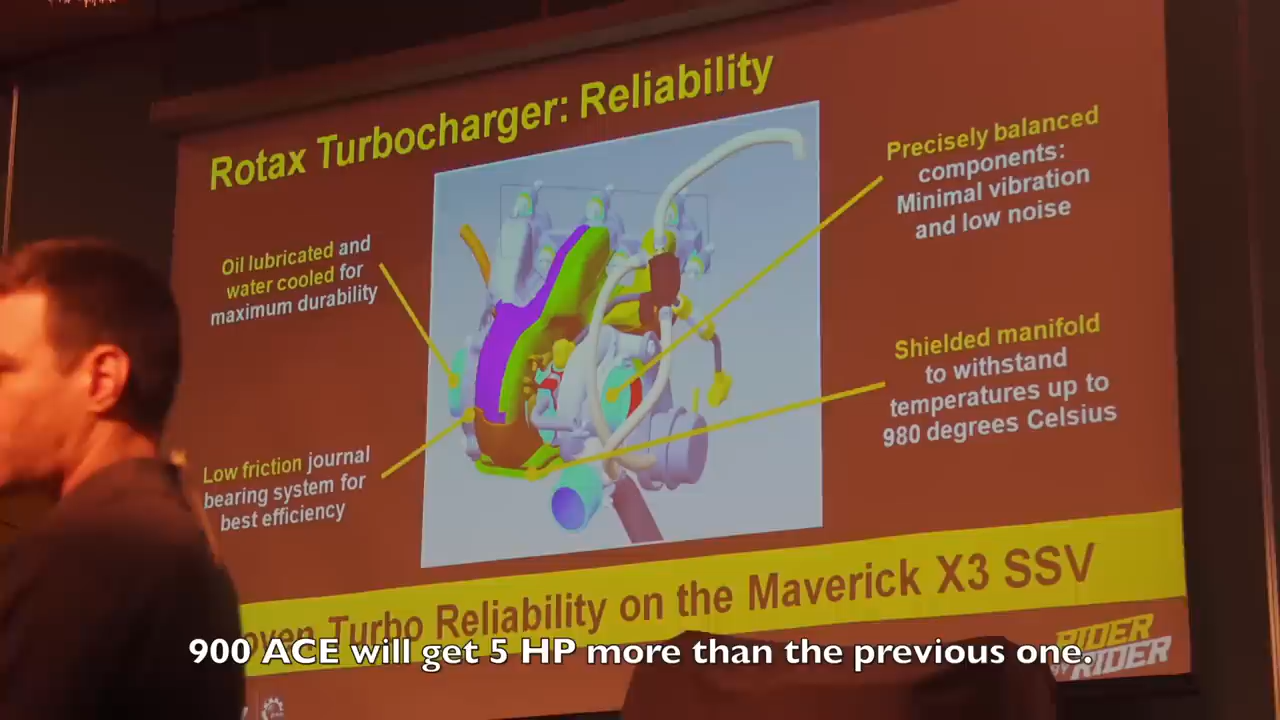 Rotax Turbocharger: Reliability
Oil lubricated and
water cooled for
maximum durability
Low friction journal
bearing system for
best efficiency
Precisely balanced
components:
Minimal vibration
and low noise
Shielded manifold
to withstand
temperatures up to
980 degrees Celsius
Turbo Reliability on the Maverick X3 SSV
900 ACE will get 5 HP more than the previous one.
RIDER
BY RIDER